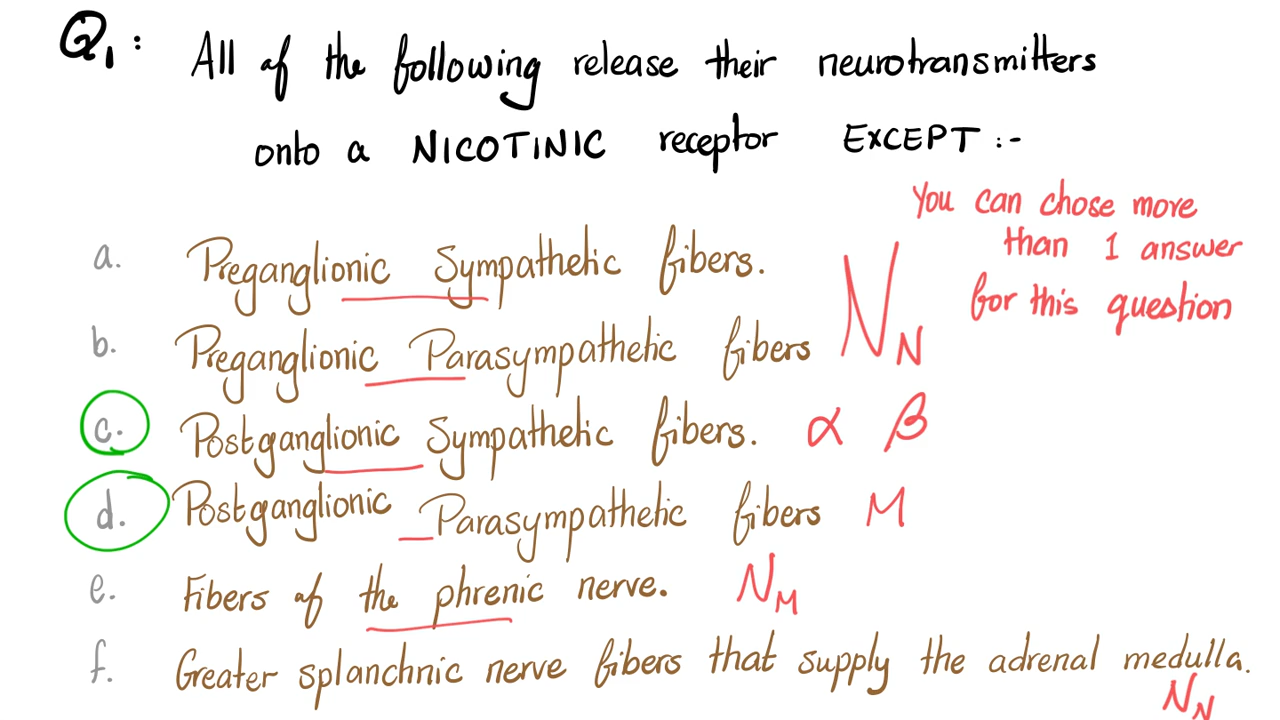 Q1: All of the following release their neurotransmitters
onto a NICOTINIC receptor EXCEPT :-
You can chose more
than 1 answer
for this question
a. Preganglionic Sympathetic fibers.
b. Preganglionic Parasympathetic fibers NN
c. Postganglionic Sympathetic fibers. α β
d. Postganglionic Parasympathetic fibers M
e. Fibers of the phrenic nerve. NM
f. Greater splanchnic nerve fibers that supply the adrenal medulla.
NN